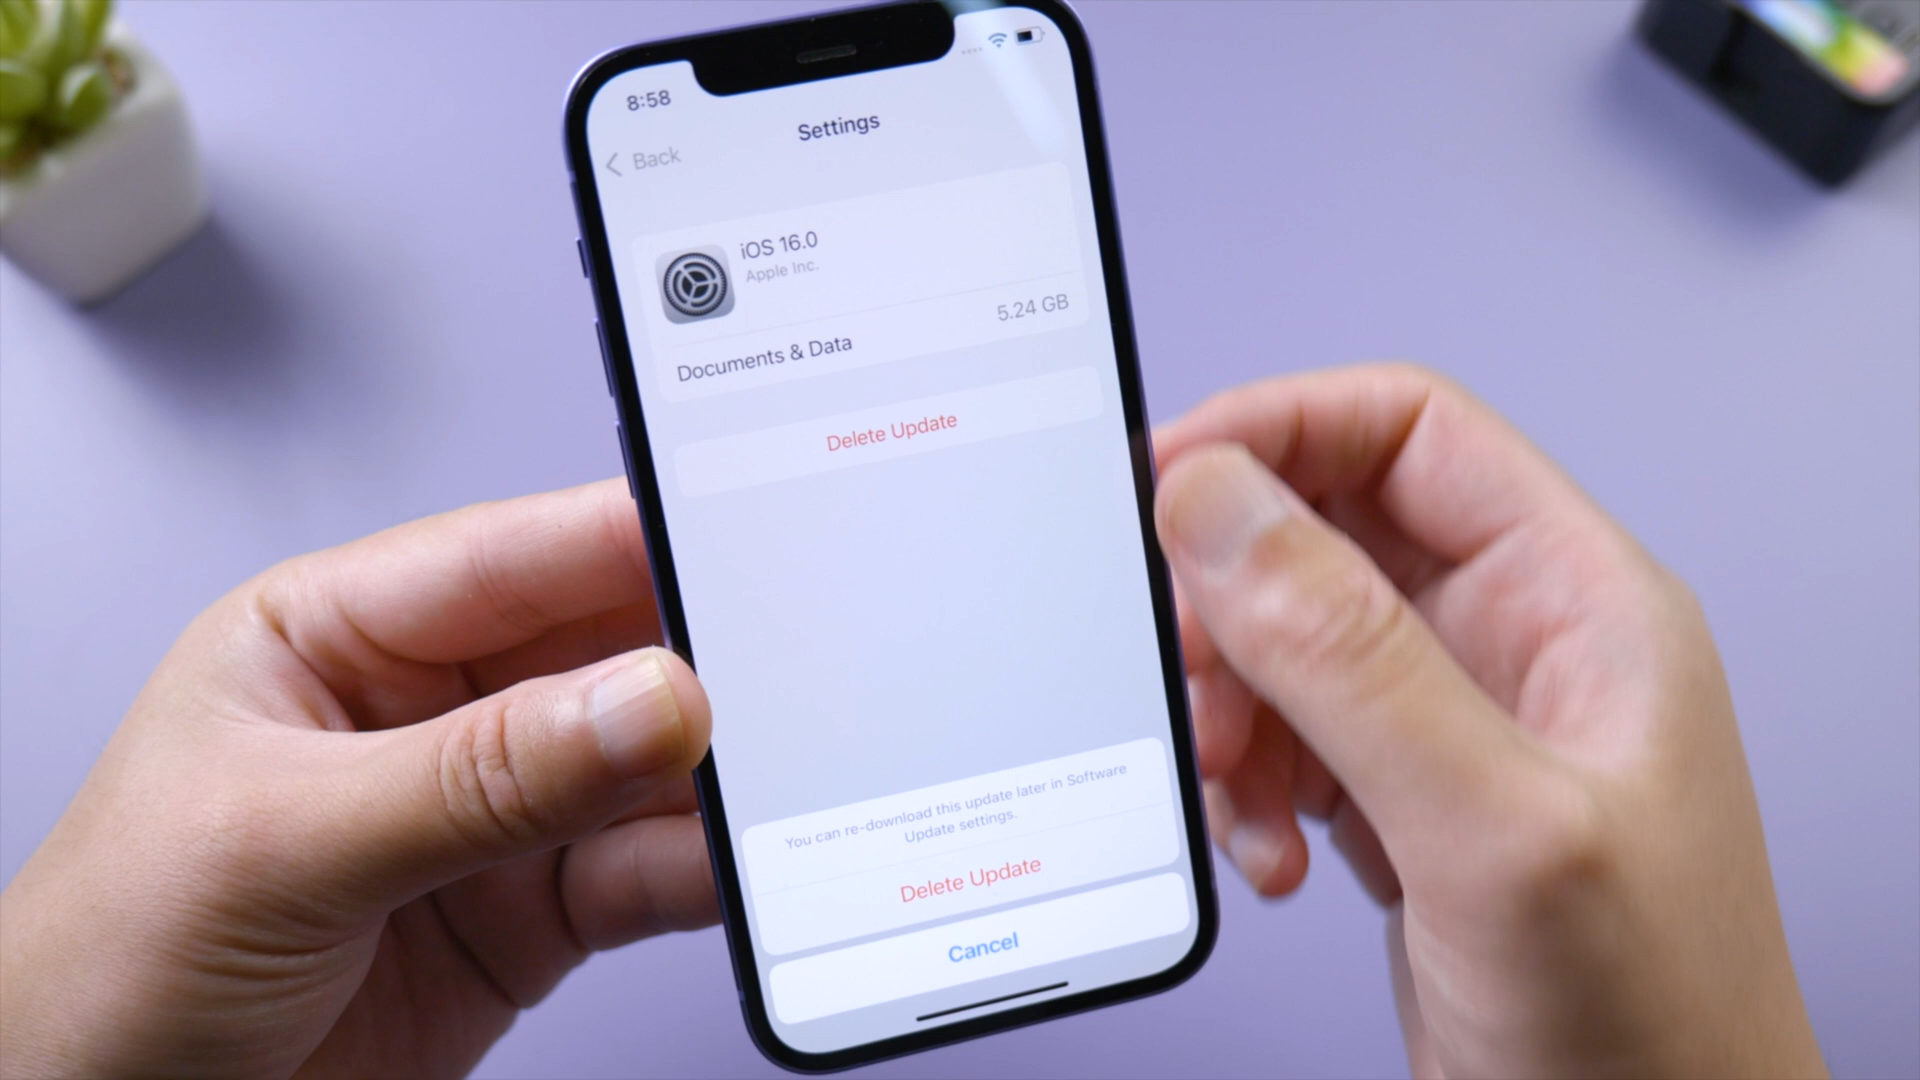 8:58
Settings
Back
iOS 16.0
Apple Inc.
Documents & Data
5.24 GB
Delete Update
You can re-download this update later in Software
Update settings.
Delete Update
Cancel